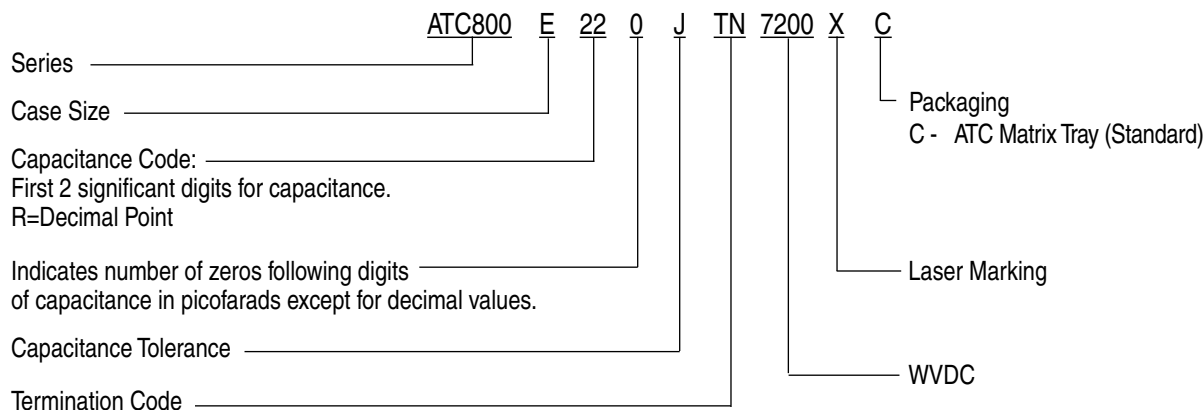 ATC800 E 22 0 J TN 7200 X C
Series
Case Size
Capacitance Code:
First 2 significant digits for capacitance.
R=Decimal Point
Indicates number of zeros following digits
of capacitance in picofarads except for decimal values.
Capacitance Tolerance
Termination Code
Packaging
C - ATC Matrix Tray (Standard)
Laser Marking
WVDC